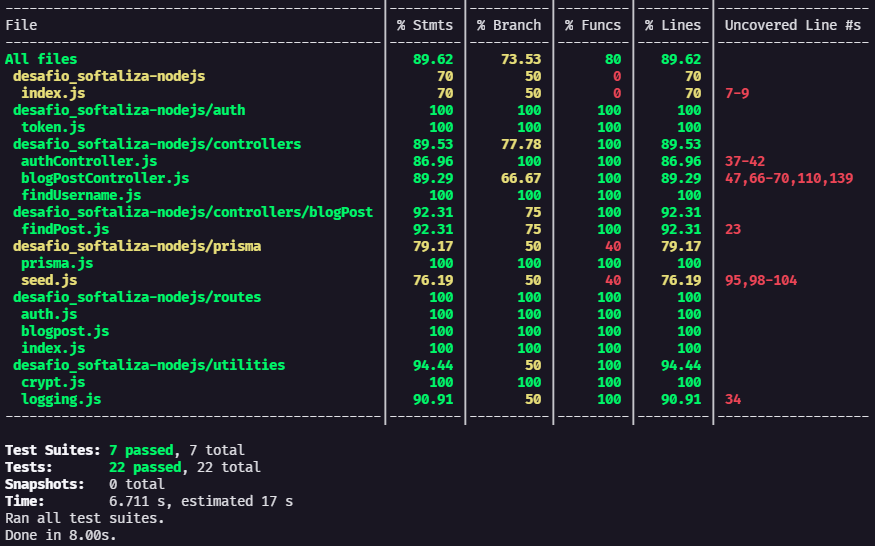 -----------------------------------------------|---------|----------|---------|---------|-------------------
File                                           | % Stmts | % Branch | % Funcs | % Lines | Uncovered Line #s
-----------------------------------------------|---------|----------|---------|---------|-------------------
All files                                      |   89.62 |    73.53 |      80 |   89.62 |
 desafio_softaliza-nodejs                      |      70 |       50 |       0 |      70 |
  index.js                                     |      70 |       50 |       0 |      70 | 7-9
 desafio_softaliza-nodejs/auth                 |     100 |      100 |     100 |     100 |
  token.js                                     |     100 |      100 |     100 |     100 |
 desafio_softaliza-nodejs/controllers          |   89.53 |    77.78 |     100 |   89.53 |
  authController.js                            |   86.96 |      100 |     100 |   86.96 | 37-42
  blogPostController.js                        |   89.29 |    66.67 |     100 |   89.29 | 47,66-70,110,139
  findUsername.js                              |     100 |      100 |     100 |     100 |
 desafio_softaliza-nodejs/controllers/blogPost |   92.31 |       75 |     100 |   92.31 |
  findPost.js                                  |   92.31 |       75 |     100 |   92.31 | 23
 desafio_softaliza-nodejs/prisma               |   79.17 |       50 |      40 |   79.17 |
  prisma.js                                    |     100 |      100 |     100 |     100 |
  seed.js                                      |   76.19 |       50 |      40 |   76.19 | 95,98-104
 desafio_softaliza-nodejs/routes               |     100 |      100 |     100 |     100 |
  auth.js                                      |     100 |      100 |     100 |     100 |
  blogpost.js                                  |     100 |      100 |     100 |     100 |
  index.js                                     |     100 |      100 |     100 |     100 |
 desafio_softaliza-nodejs/utilities            |   94.44 |       50 |     100 |   94.44 |
  crypt.js                                     |     100 |      100 |     100 |     100 |
  logging.js                                   |   90.91 |       50 |     100 |   90.91 | 34
-----------------------------------------------|---------|----------|---------|---------|-------------------
Test Suites: 7 passed, 7 total
Tests:       22 passed, 22 total
Snapshots:   0 total
Time:        6.711 s, estimated 17 s
Ran all test suites.
Done in 8.00s.